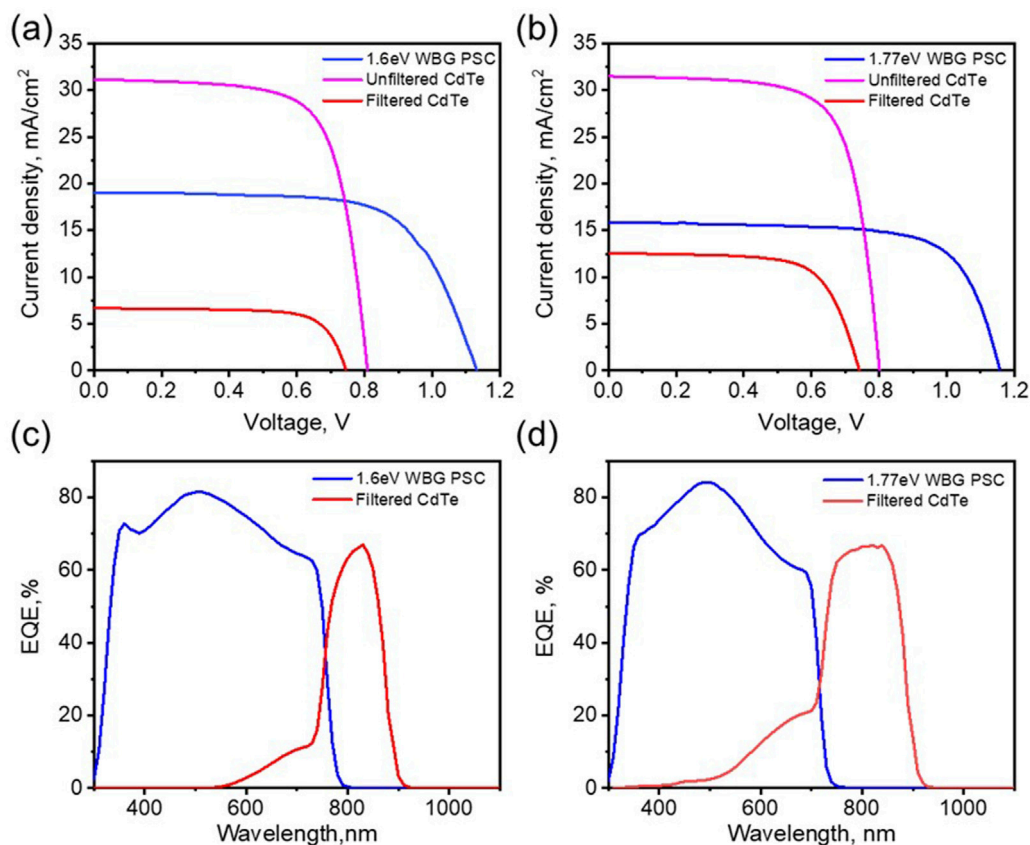 (a)
35
30
25
20
15
10
5
0
Current density, mA/cm²
1.6eV WBG PSC
Unfiltered CdTe
Filtered CdTe
0.0 0.2 0.4 0.6 0.8 1.0 1.2
Voltage, V
(b)
35
30
25
20
15
10
5
0
Current density, mA/cm²
1.77eV WBG PSC
Unfiltered CdTe
Filtered CdTe
0.0 0.2 0.4 0.6 0.8 1.0 1.2
Voltage, V
(c)
80
60
40
20
0
EQE, %
1.6eV WBG PSC
Filtered CdTe
400 600 800 1000
Wavelength,nm
(d)
80
60
40
20
0
EQE, %
1.77eV WBG PSC
Filtered CdTe
400 600 800 1000
Wavelength, nm